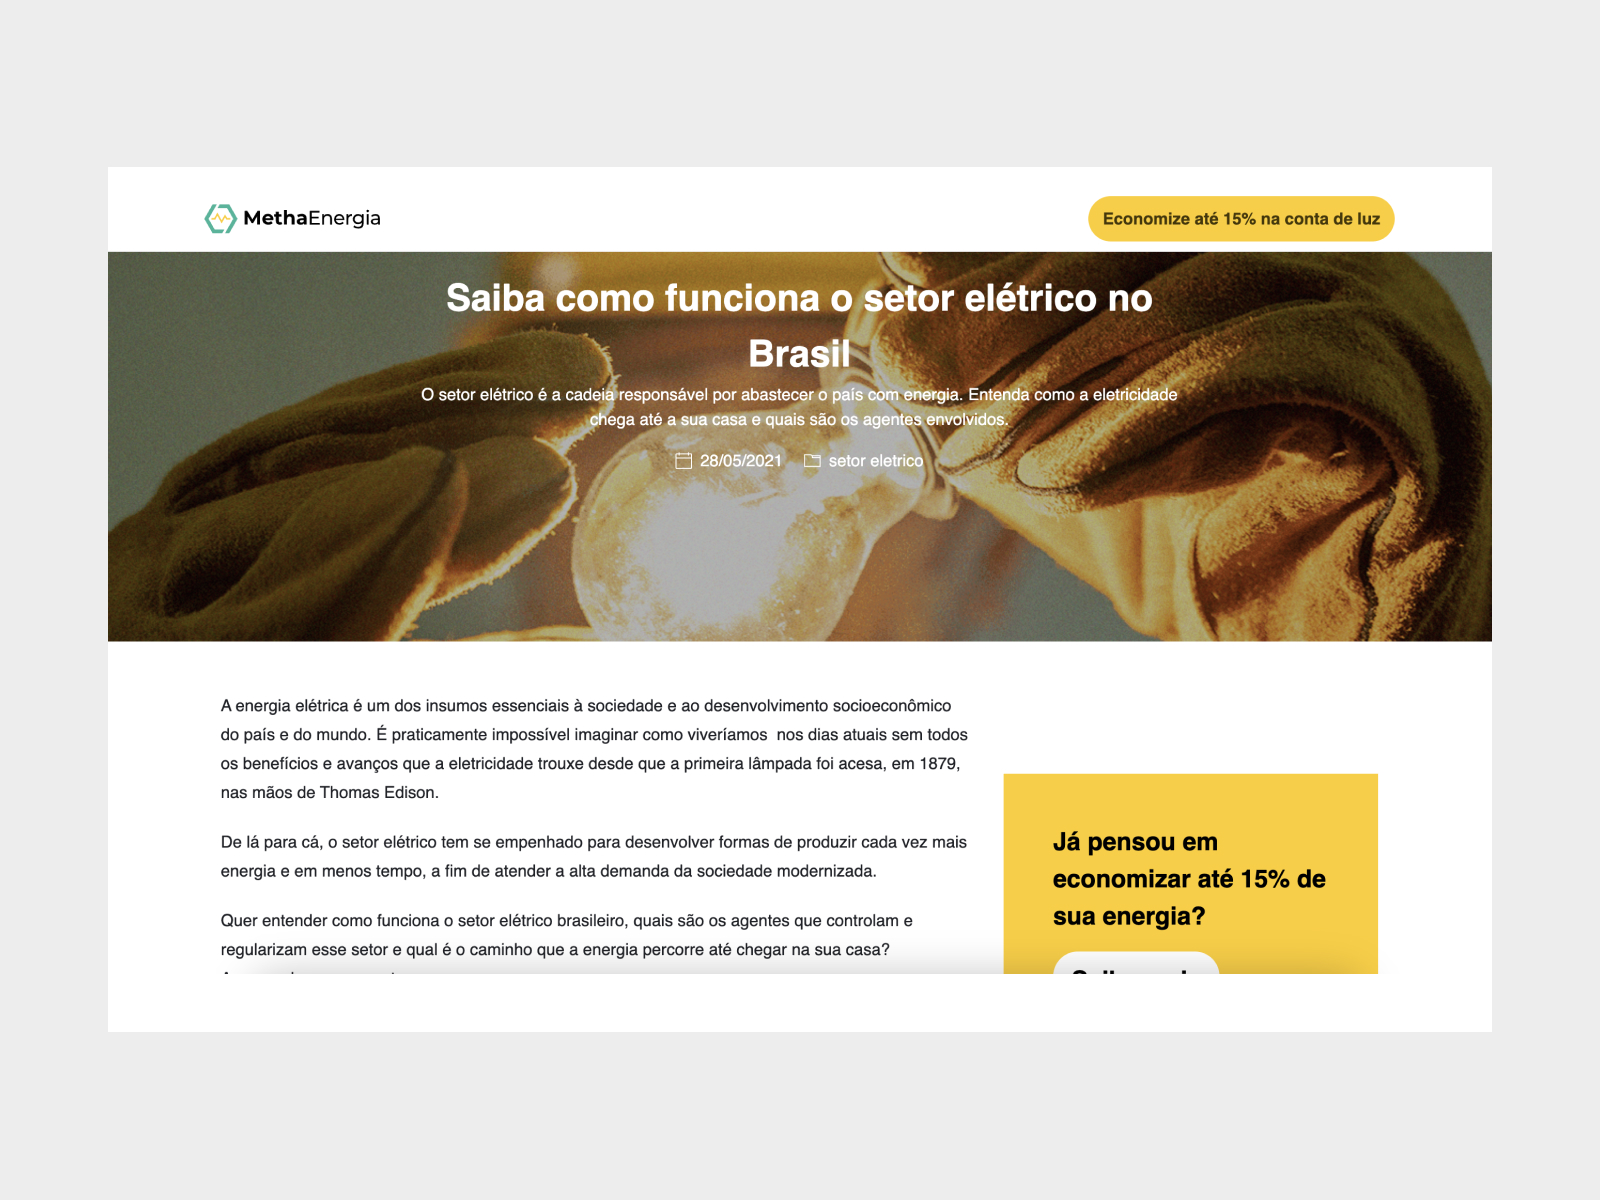 MethaEnergia
Economize até 15% na conta de luz
Saiba como funciona o setor elétrico no
Brasil
O setor elétrico é a cadeia responsável por abastecer o país com energia. Entenda como a eletricidade
chega até a sua casa e quais são os agentes envolvidos.
28/05/2021 setor eletrico
A energia elétrica é um dos insumos essenciais à sociedade e ao desenvolvimento socioeconômico
do país e do mundo. É praticamente impossível imaginar como viveríamos  nos dias atuais sem todos
os benefícios e avanços que a eletricidade trouxe desde que a primeira lâmpada foi acesa, em 1879,
nas mãos de Thomas Edison.
De lá para cá, o setor elétrico tem se empenhado para desenvolver formas de produzir cada vez mais
energia e em menos tempo, a fim de atender a alta demanda da sociedade modernizada.
Quer entender como funciona o setor elétrico brasileiro, quais são os agentes que controlam e
regularizam esse setor e qual é o caminho que a energia percorre até chegar na sua casa?
Já pensou em
economizar até 15% de
sua energia?